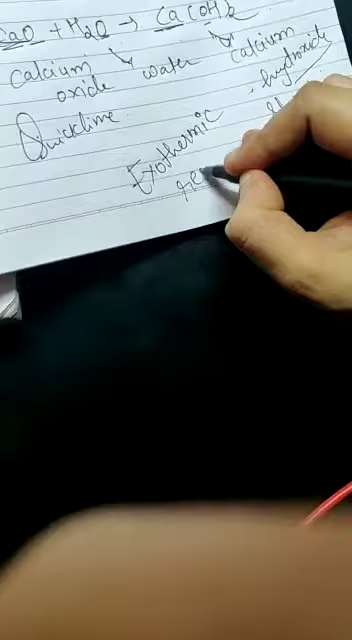 CaO + H2O → Ca(OH)2
Calcium oxide water calcium hydroxide
Quicklime
Exothermic